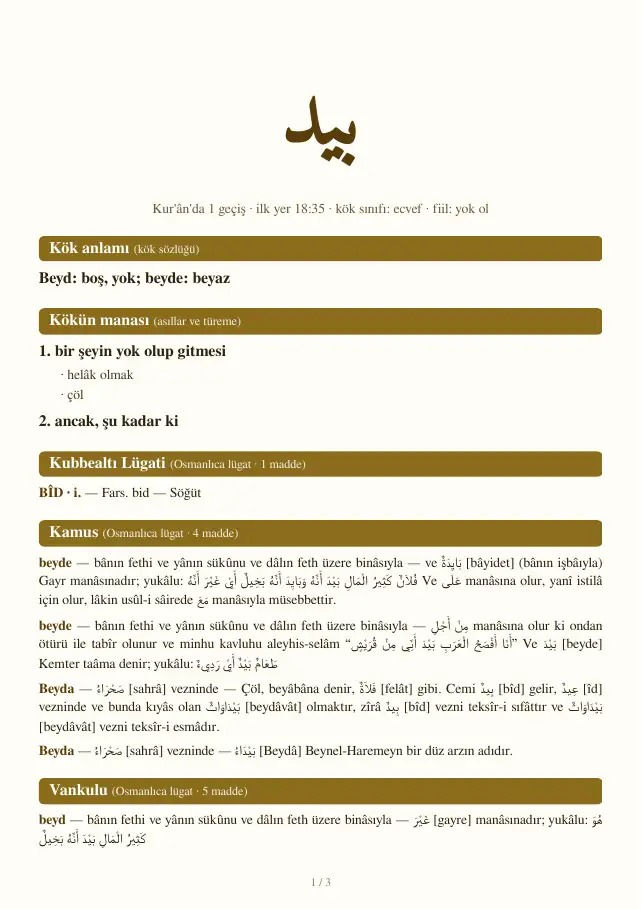 بيد
Kur'ân'da 1 geçiş · ilk yer 18:35 · kök sınıfı: ecvef · fiil: yok ol
Kök anlamı (kök sözlüğü)
Beyd: boş, yok; beyde: beyaz
Kökün manası (asıllar ve türeme)
1. bir şeyin yok olup gitmesi
· helâk olmak
· çöl
2. ancak, şu kadar ki
Kubbealtı Lügati (Osmanlıca lügat · 1 madde)
BÎD · i. — Fars. bid — Söğüt
Kamus (Osmanlıca lügat · 4 madde)
beyde — bânın fethi ve yânın sükûnu ve dâlın feth üzere binâsıyla — ve بَايِدَةٌ [bâyidet] (bânın işbâıyla)
Gayr manâsınadır; yukâlu: فُلَانٌ كَثِيرُ الْمَالِ بَيْدَ أَنَّهُ وَبَايِدَ أَنَّهُ بَخِيلٌ أَيْ غَيْرَ أَنَّهُ Ve عَلَى manâsına olur, yanî istilâ
için olur, lâkin usûl-i sâirede مَعَ manâsıyla müsebbettir.
beyde — bânın fethi ve yânın sükûnu ve dâlın feth üzere binâsıyla — مِنْ أَجْلِ manâsına olur ki ondan
ötürü ile tabîr olunur ve minhu kavluhu aleyhis-selâm “أَنَا أَفْصَحُ الْعَرَبِ بَيْدَ أَنِّى مِنْ قُرَيْشٍ” Ve بَيْدَ [beyde]
Kemter taâma denir; yukâlu: طَعَامٌ بَيْدٌ أَيْ رَدِيءٌ
Beyda — صَحْرَاءُ [sahrâ] vezninde — Çöl, beyâbâna denir, فَلَاةٌ [felât] gibi. Cemi بِيدٌ [bîd] gelir, عِيدٌ [îd]
vezninde ve bunda kıyâs olan بَيْدَاوَاتٌ [beydâvât] olmaktır, zîrâ بِيدٌ [bîd] vezni teksîr-i sıfâttır ve بَيْدَاوَاتٌ
[beydâvât] vezni teksîr-i esmâdır.
Beyda — صَحْرَاءُ [sahrâ] vezninde — بَيْدَاءُ [Beydâ] Beynel-Haremeyn bir düz arzın adıdır.
Vankulu (Osmanlıca lügat · 5 madde)
beyd — bânın fethi ve yânın sükûnu ve dâlın feth üzere binâsıyla — غَيْرَ [gayre] manâsınadır; yukâlu: هُوَ
كَثِيرُ الْمَالِ بَيْدَ أَنَّهُ بَخِيلٌ
1 / 3